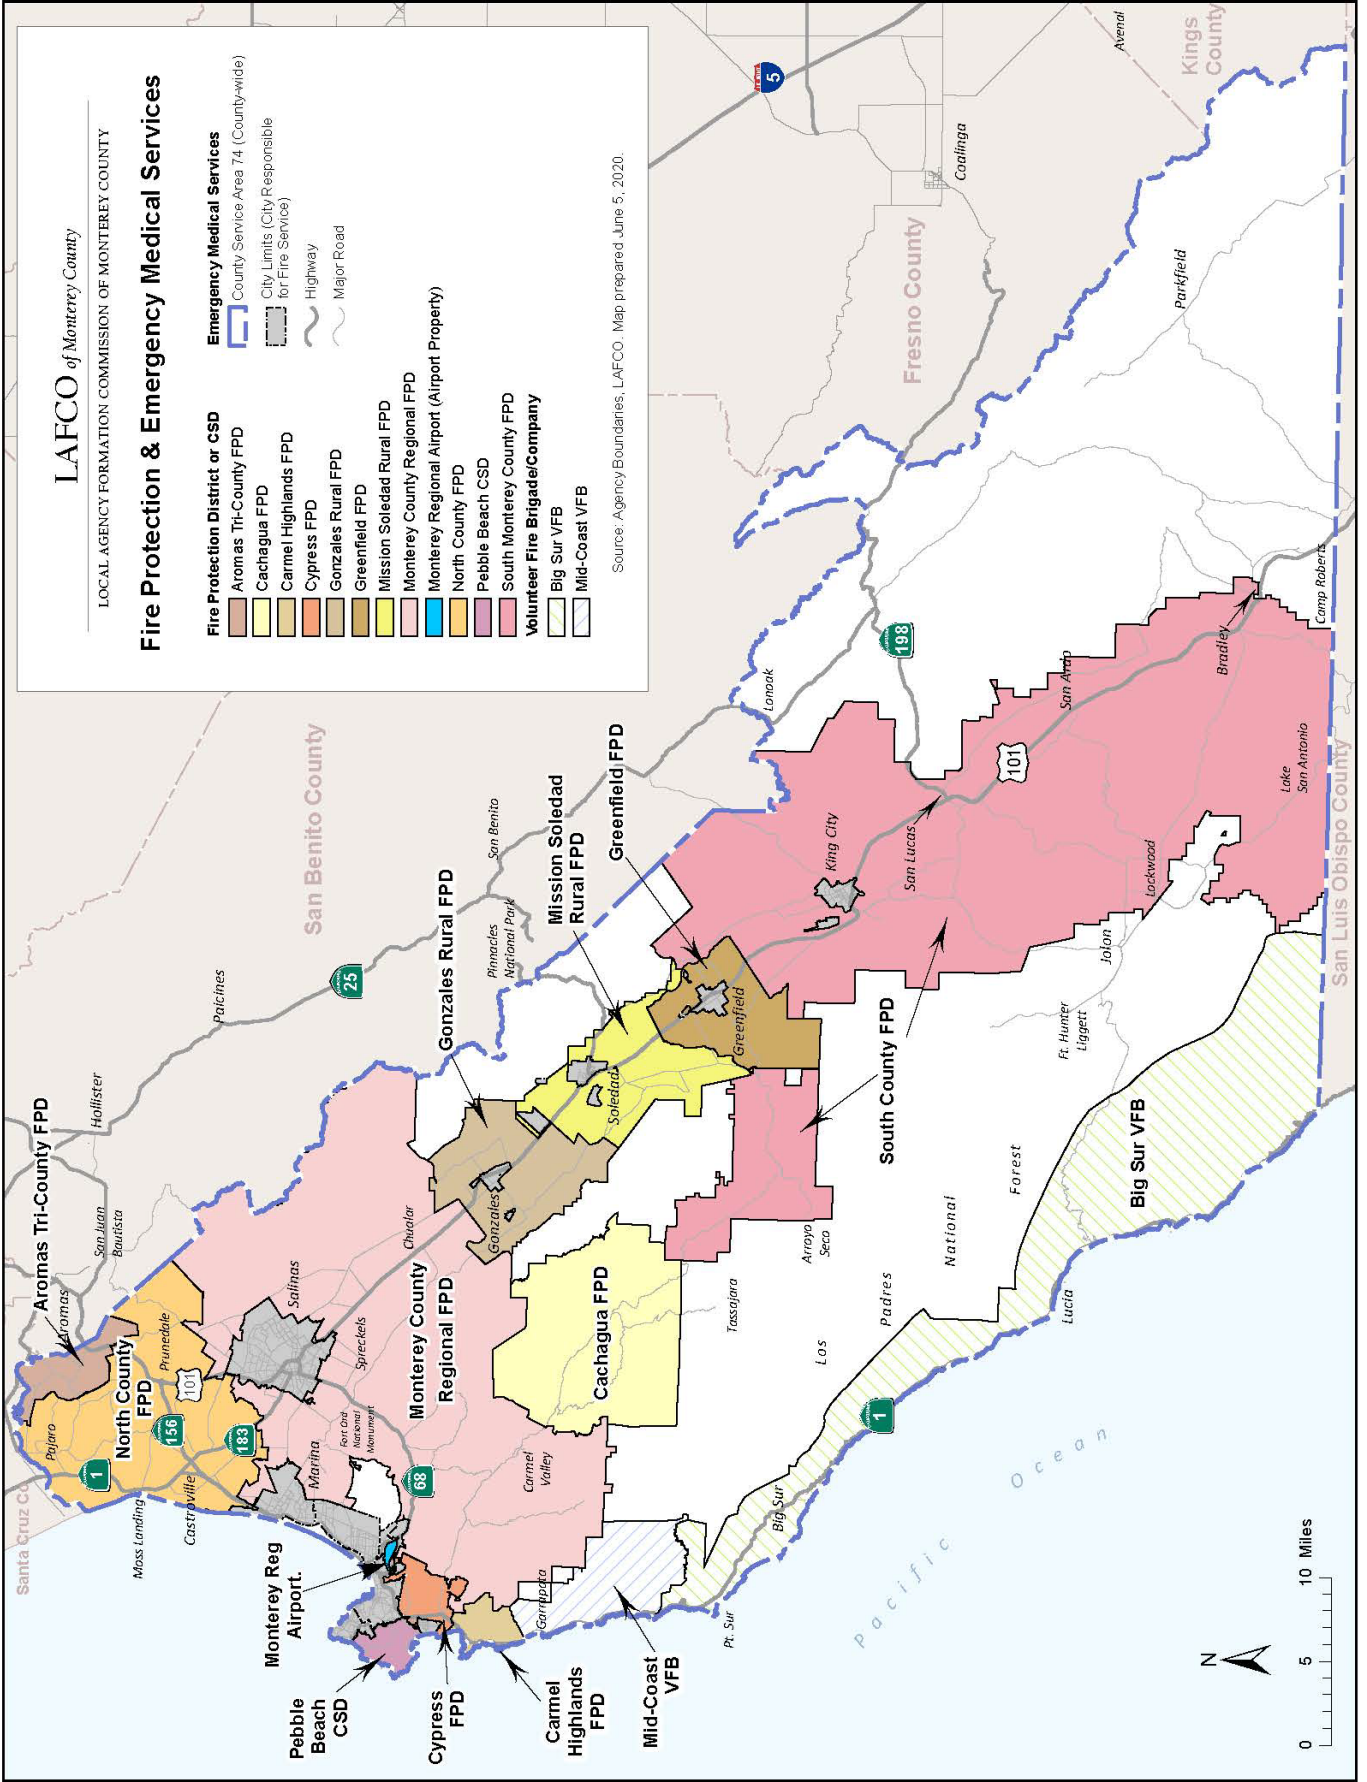 LAFCO of Monterey County
LOCAL AGENCY FORMATION COMMISSION OF MONTEREY COUNTY
Fire Protection & Emergency Medical Services
Fire Protection District or CSD
Aromas Tri-County FPD
Cachagua FPD
Carmel Highlands FPD
Cypress FPD
Gonzales Rural FPD
Greenfield FPD
Mission Soledad Rural FPD
Monterey County Regional FPD
Monterey Regional Airport (Airport Property)
North County FPD
Pebble Beach CSD
South Monterey County FPD
Volunteer Fire Brigade/Company
Big Sur VFB
Mid-Coast VFB
Emergency Medical Services
County Service Area 74 (County-wide)
City Limits (City Responsible
for Fire Service)
Highway
Major Road
Source: Agency Boundaries, LAFCO. Map prepared June 5, 2020.
Santa Cruz Co
San Benito County
Fresno County
Kings
County
San Luis Obispo County
Aromas Tri-County FPD
Aromas
San Juan
Bautista
Hollister
Paicines
25
San Benito
Pinnacles
National Park
Lonoak
198
5
Coalinga
Avenal
Parkfield
Pajaro
North County
FPD
Prunedale
101
156
183
1
Moss Landing
Castroville
Marina
Fort Ord
National
Monument
Salinas
Spreckels
Chualar
68
Monterey County
Regional FPD
Carmel
Valley
Monterey Reg
Airport.
Pebble
Beach
CSD
Cypress
FPD
Carmel
Highlands
FPD
Garrapata
Mid-Coast
VFB
Pt. Sur
Big Sur
1
Cachagua FPD
Gonzales Rural FPD
Gonzales
Mission Soledad
Rural FPD
Soledad
Greenfield FPD
Greenfield
South County FPD
Arroyo
Seco
Tassajara
Los
Padres
National
Forest
Lucia
Big Sur VFB
King City
San Lucas
101
San Ardo
Bradley
Camp Roberts
Lake
San Antonio
Lockwood
Jolon
Ft. Hunter
Liggett
Pacific
Ocean
N
0 5 10 Miles